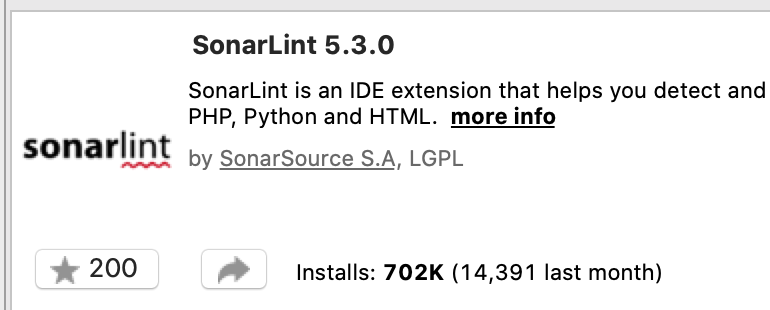 SonarLint 5.3.0
SonarLint is an IDE extension that helps you detect and
PHP, Python and HTML. more info
sonarlint
by SonarSource S.A, LGPL
200
Installs: 702K (14,391 last month)